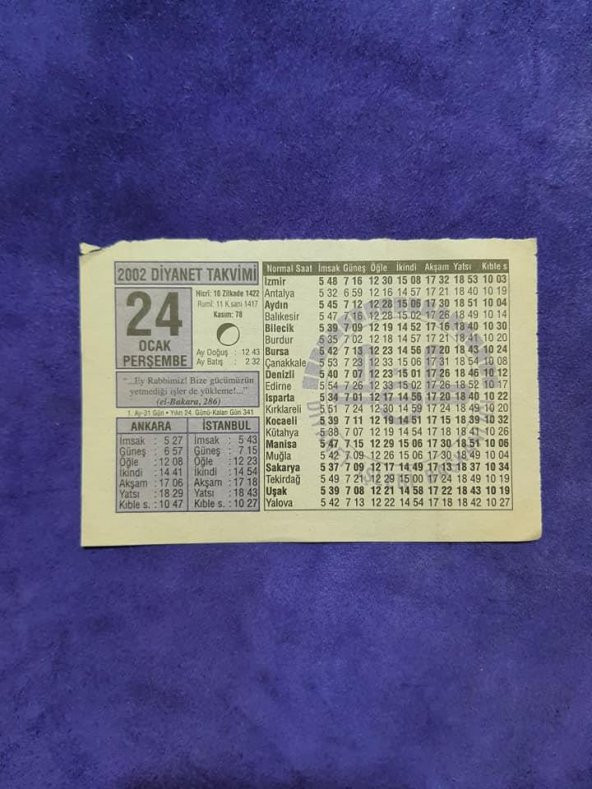 2002 DİYANET TAKVİMİ
24
OCAK
PERŞEMBE
Hicrî: 10 Zilkade 1422
Rumî: 11 K.sani 1417
Kasım: 78
Ay Doğuş : 12 43
Ay Batış : 2 32
"...Ey Rabbimiz! Bize gücümüzün
yetmediği işler de yükleme!..."
(el-Bakara, 286)
1. Ay-31 Gün • Yılın 24. Günü-Kalan Gün 341
ANKARA
İmsak : 5 27
Güneş : 6 57
Öğle : 12 08
İkindi : 14 41
Akşam : 17 06
Yatsı : 18 29
Kıble s. : 10 47
İSTANBUL
İmsak : 5 43
Güneş : 7 15
Öğle : 12 23
İkindi : 14 54
Akşam : 17 18
Yatsı : 18 43
Kıble s. : 10 27
Normal Saat İmsak Güneş Öğle İkindi Akşam Yatsı Kıble s
İzmir 5 48 7 16 12 30 15 08 17 32 18 53 10 03
Antalya 5 32 6 59 12 16 14 57 17 21 18 40 10 19
Aydın 5 45 7 12 12 28 15 06 17 30 18 51 10 04
Balıkesir 5 47 7 16 12 27 15 01 17 25 18 49 10 11
Bilecik 5 39 7 09 12 19 14 52 17 16 18 40 10 30
Burdur 5 35 7 02 12 18 14 58 17 22 18 42
Bursa 5 42 7 13 12 23 14 56 17 20 18 43 10 24
Çanakkale 5 53 7 23 12 33 15 06 17 31 18 54 10 08
Denizli 5 40 7 07 12 23 15 01 17 26 18 46 10 12
Edirne 5 54 7 26 12 33 15 02 17 26 18 52 10 17
Isparta 5 34 7 01 12 17 14 56 17 20 18 40 10 22
Kırklareli 5 51 7 24 12 30 14 59 17 24 18 49
Kocaeli 5 39 7 11 12 19 14 51 17 15 18 39 10 32
Kütahya 5 38 7 07 12 19 14 54 17 18 18 41 10 26
Manisa 5 47 7 15 12 29 15 06 17 30 18 51 10 06
Muğla 5 42 7 09 12 26 15 05 17 30 18 49 10
Sakarya 5 37 7 09 12 17 14 49 17 13 18 37 10 34
Tekirdağ 5 49 7 21 12 29 15 00 17 24 18 49 10
Uşak 5 39 7 08 12 21 14 58 17 22 18 43 10 19
Yalova 5 42 7 13 12 22 14 55 17 18 18 42 10 27